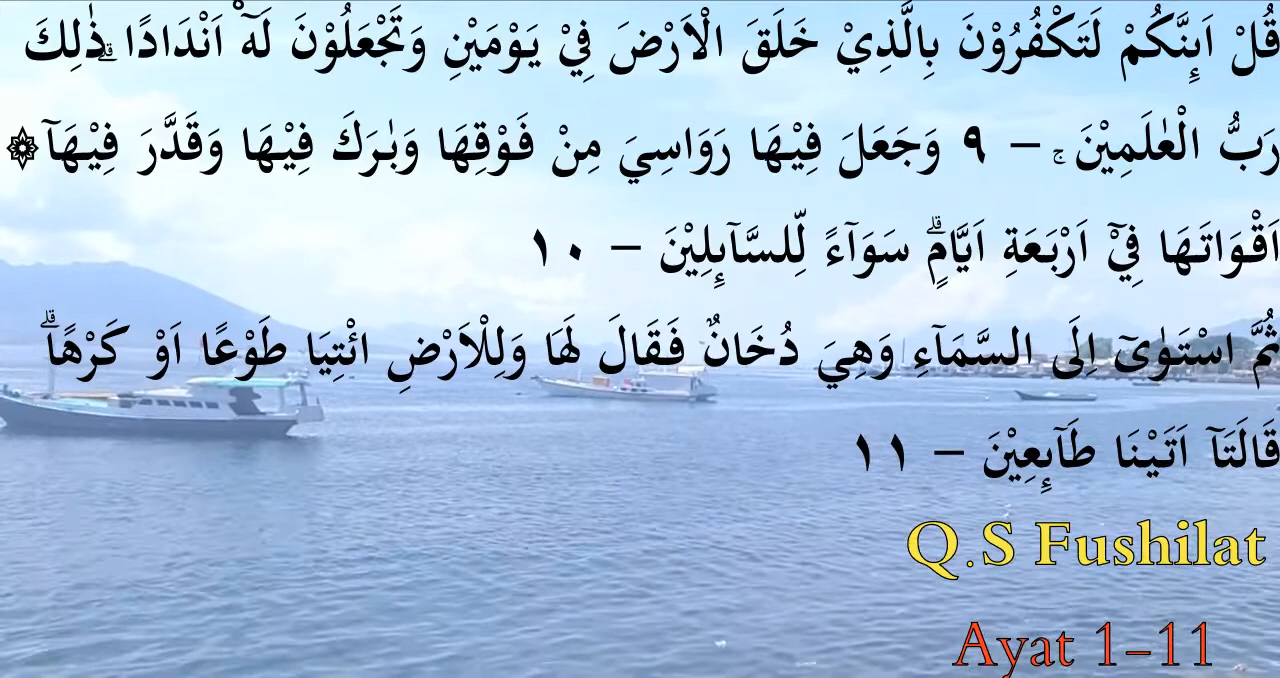 قُلْ اَىِٕنَّكُمْ لَتَكْفُرُوْنَ بِالَّذِيْ خَلَقَ الْاَرْضَ فِيْ يَوْمَيْنِ وَتَجْعَلُوْنَ لَهٗٓ اَنْدَادًا ۗذٰلِكَ
رَبُّ الْعٰلَمِيْنَ ۚ – ٩ وَجَعَلَ فِيْهَا رَوَاسِيَ مِنْ فَوْقِهَا وَبٰرَكَ فِيْهَا وَقَدَّرَ فِيْهَآ ۞
اَقْوَاتَهَا فِيْٓ اَرْبَعَةِ اَيَّامٍۗ سَوَاۤءً لِّلسَّاۤىِٕلِيْنَ – ١٠
ثُمَّ اسْتَوٰىٓ اِلَى السَّمَاۤءِ وَهِيَ دُخَانٌ فَقَالَ لَهَا وَلِلْاَرْضِ ائْتِيَا طَوْعًا اَوْ كَرْهًاۗ
قَالَتَآ اَتَيْنَا طَاۤىِٕعِيْنَ – ١١
Q.S Fushilat
Ayat 1–11